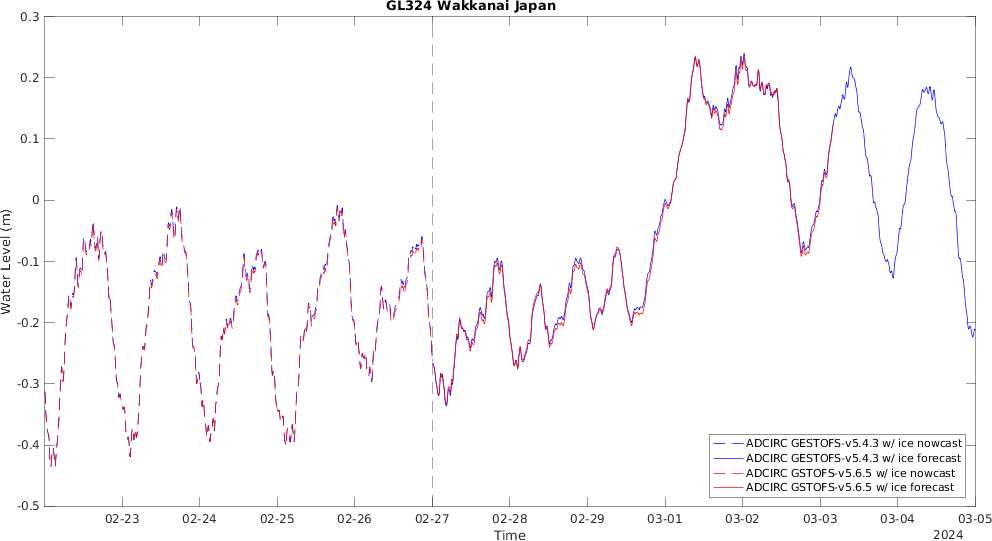 GL324 Wakkanai Japan
0.3
0.2
0.1
0
-0.1
-0.2
-0.3
-0.4
-0.5
Water Level (m)
ADCIRC GESTOFS-v5.4.3 w/ ice nowcast
ADCIRC GESTOFS-v5.4.3 w/ ice forecast
ADCIRC GSTOFS-v5.6.5 w/ ice nowcast
ADCIRC GSTOFS-v5.6.5 w/ ice forecast
02-23 02-24 02-25 02-26 02-27 02-28 02-29 03-01 03-02 03-03 03-04 03-05
Time
2024